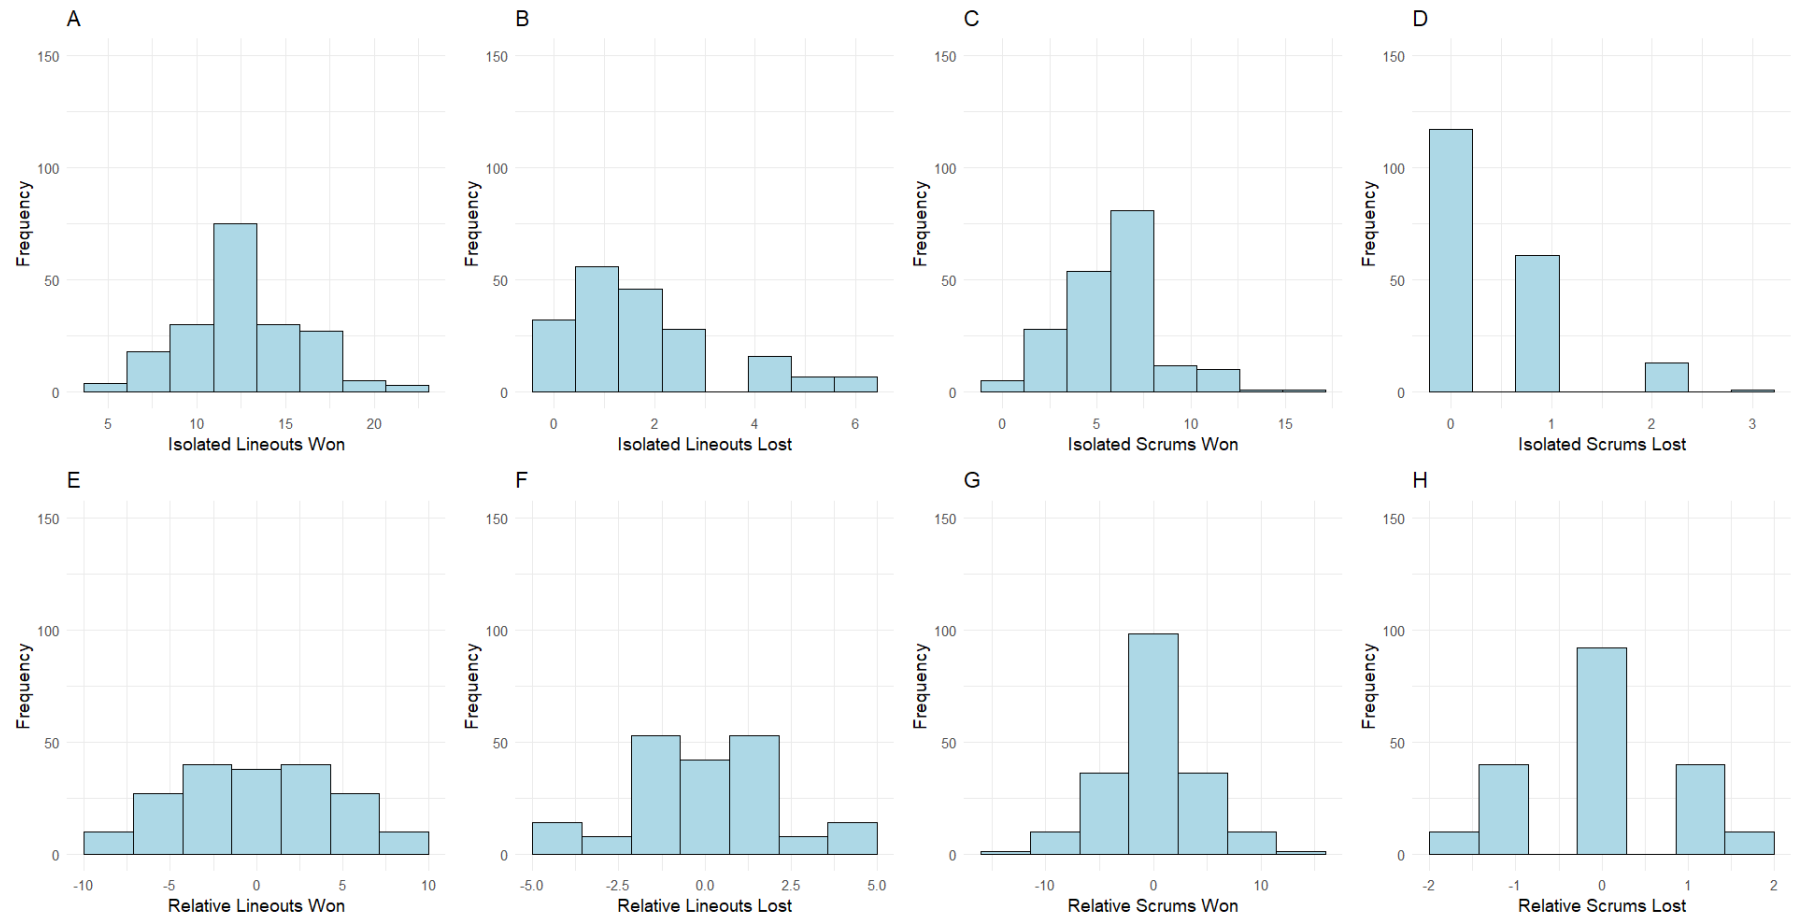 A
150
100
50
0
Frequency
5 10 15 20
Isolated Lineouts Won
B
150
100
50
0
Frequency
0 2 4 6
Isolated Lineouts Lost
C
150
100
50
0
Frequency
0 5 10 15
Isolated Scrums Won
D
150
100
50
0
Frequency
0 1 2 3
Isolated Scrums Lost
E
150
100
50
0
Frequency
-10 -5 0 5 10
Relative Lineouts Won
F
150
100
50
0
Frequency
-5.0 -2.5 0.0 2.5 5.0
Relative Lineouts Lost
G
150
100
50
0
Frequency
-10 0 10
Relative Scrums Won
H
150
100
50
0
Frequency
-2 -1 0 1 2
Relative Scrums Lost